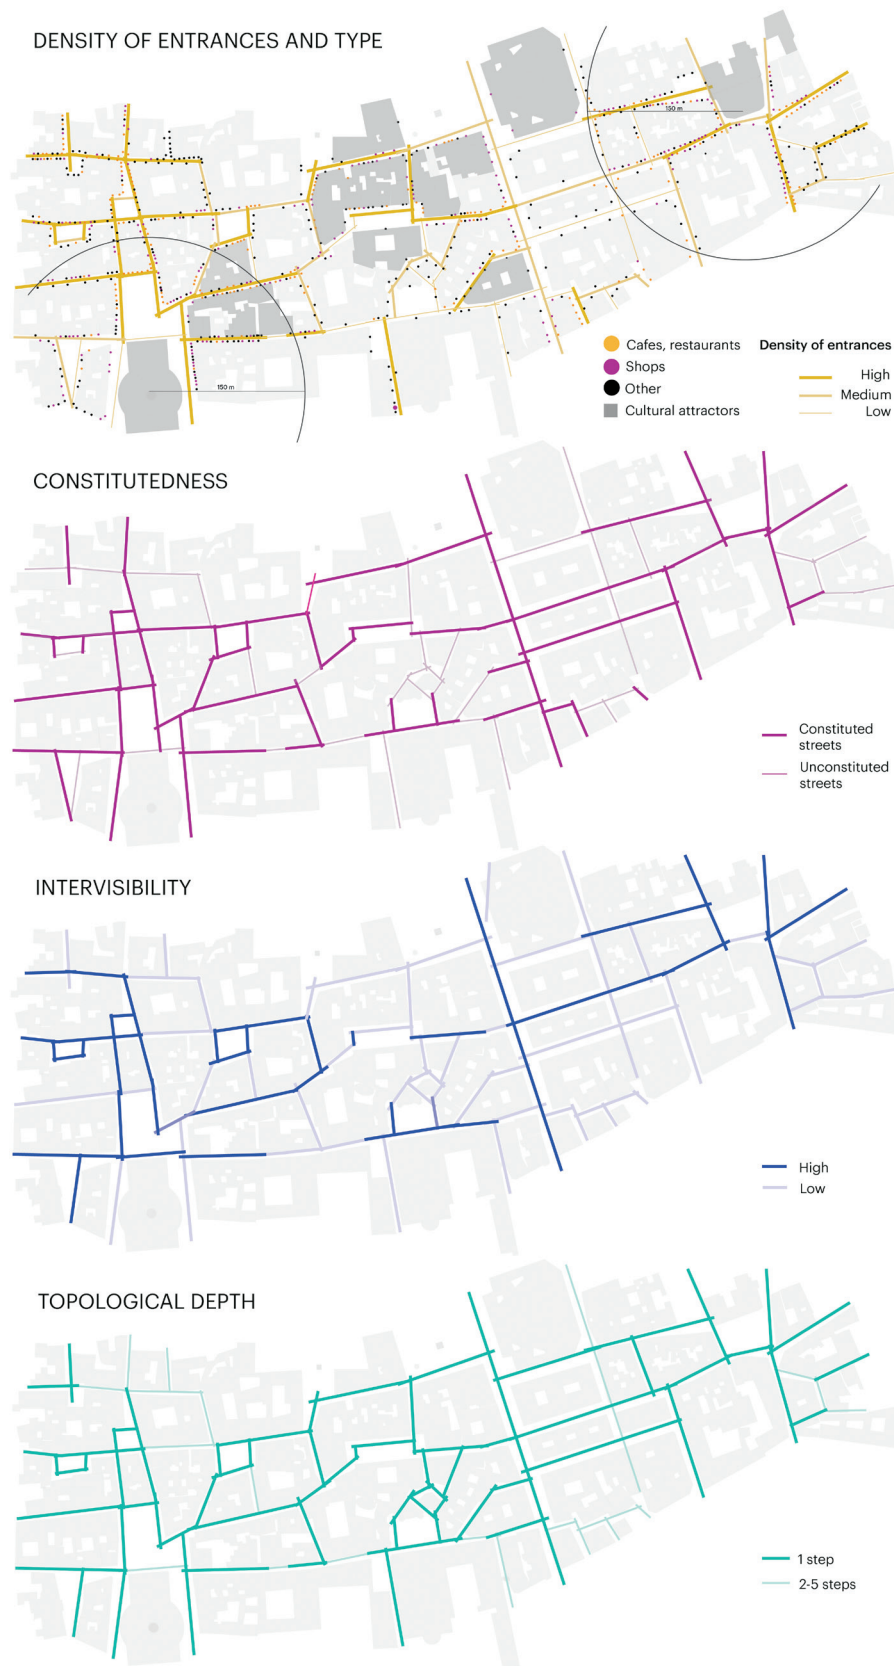 DENSITY OF ENTRANCES AND TYPE
150 m
150 m
Cafes, restaurants
Shops
Other
Cultural attractors
Density of entrances
High
Medium
Low
CONSTITUTEDNESS
Constituted
streets
Unconstituted
streets
INTERVISIBILITY
High
Low
TOPOLOGICAL DEPTH
1 step
2-5 steps